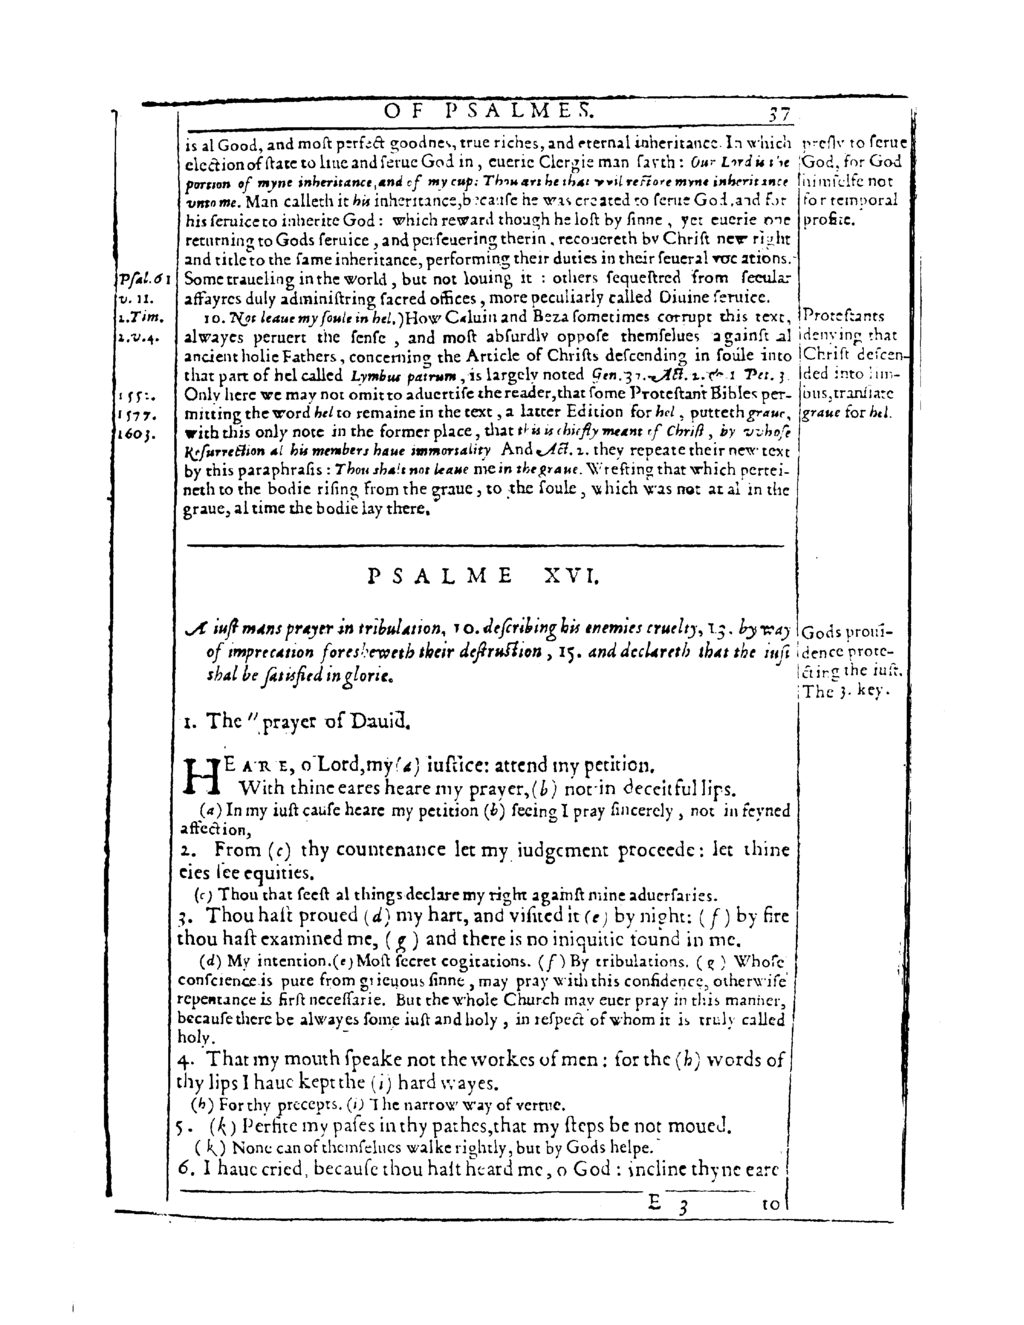 OF PSALMES. 37
is al Good, and moſt perfect goodnes, true riches, and eternal inheritance. In which
election of ſtate to liue and ſerue God in, euerie Clergie man ſayth: Our Lord is the
portion of myne inheritance, and of my cup: Thou art he that vvil reſtore myne inheritance
vnto me. Man calleth it his inheritance, becauſe he was created to ſerue God, and for
his ſeruice to inherite God: which reward though he loſt by ſinne, yet euerie one
returning to Gods ſeruice, and perſeuering therin, recouereth by Chriſt new right
and title to the ſame inheritance, performing their duties in their ſeueral vocations.
Some traueling in the world, but not louing it: others ſequeſtred from ſecular
affayres duly adminiſtring ſacred offices, more peculiarly called Diuine ſeruice.
10. Not leaue my ſoule in hel.) How Caluin and Beza ſometimes corrupt this text,
alwayes peruert the ſenſe, and moſt abſurdly oppoſe themſelues againſt al
ancient holie Fathers, concerning the Article of Chriſts deſcending in ſoule into
that part of hel called Lymbus patrum, is largely noted Gen. 37. Act. 2. & 1 Pet. 3.
Only here we may not omit to aduertiſe the reader, that ſome Proteſtant Bibles per-
mitting the word hel to remaine in the text, a latter Edition for hel, putteth graue,
with this only note in the former place, that this is chiefly meant of Chriſt, by vvhoſe
Reſurrection al his members haue immortality And Act. 2. they repeate their new text
by this paraphraſis: Thou shalt not leaue me in the graue. Wreſting that which pertei-
neth to the bodie riſing from the graue, to the ſoule, which was not at al in the
graue, al time the bodie lay there.
Pſal. 61
v. 11.
2. Tim.
2. v. 4.
1577.
1603.
preſly to ſerue
God, for God
himſelfe not
for temporal
profite.
Proteſtants
denying that
Chriſt deſcen-
ded into lim-
bus, tranſlate
graue for hel.
PSALME XVI.
A iuſt mans prayer in tribulation, 10. deſcribing his enemies cruelty, 13. by way
of imprecation foresheweth their deſtruction, 15. and declareth that the iuſt
shal be ſatisfied in glorie.
Gods proui-
dence prote-
cting the iuſt.
The 3. key.
1. The " prayer of Dauid.
HEARE, o Lord, my (a) iuſtice: attend my petition.
With thine eares heare my prayer, (b) not in deceitful lips.
(a) In my iuſt cauſe heare my petition (b) ſeeing I pray ſincerely, not in feyned
affection,
2. From (c) thy countenance let my iudgement proceede: let thine
eies ſee equities.
(c) Thou that ſeeſt al things declare my right againſt mine aduerſaries.
3. Thou haſt proued (d) my hart, and viſited it (e) by night: (f) by fire
thou haſt examined me, (g) and there is no iniquitie found in me.
(d) My intention. (e) Moſt ſecret cogitations. (f) By tribulations. (g) Whoſe
conſcience is pure from grieuous ſinne, may pray with this confidence, otherwiſe
repentance is firſt neceſſarie. But the whole Church may euer pray in this manner,
becauſe there be alwayes ſome iuſt and holy, in reſpect of whom it is truly called
holy.
4. That my mouth ſpeake not the workes of men: for the (h) words of
thy lips I haue kept the (i) hard wayes.
(h) For thy precepts. (i) The narrow way of vertue.
5. (k) Perfite my paſes in thy pathes, that my ſteps be not moued.
(k) None can of themſelues walke rightly, but by Gods helpe.
6. I haue cried, becauſe thou haſt heard me, o God: incline thyne eare
E 3 to